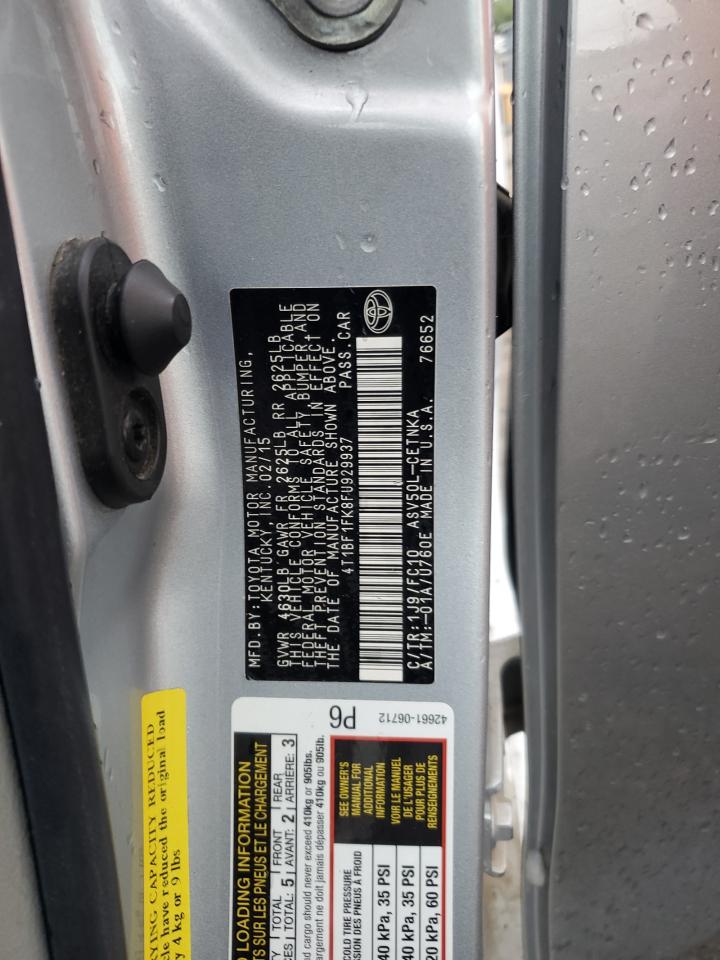 MFD.BY:TOYOTA MOTOR MANUFACTURING,
KENTUCKY, INC. 02/15
GVWR 4630LB GAWR FR 2625LB RR 2625LB
THIS VEHICLE CONFORMS TO ALL APPLICABLE
FEDERAL MOTOR VEHICLE SAFETY, BUMPER, AND
THEFT PREVENTION STANDARDS IN EFFECT ON
THE DATE OF MANUFACTURE SHOWN ABOVE.
4T1BF1FK8FU929937 PASS.CAR
C/TR:1J9/FC10 ASV50L-CETNKA
A/TM:-01A/U760E MADE IN U.S.A. 76652
P6
42661-06712
LOADING INFORMATION
SUR LES PNEUS ET LE CHARGEMENT
TOTAL FRONT REAR
TOTAL: 5 AVANT: 2 ARRIÈRE: 3
and cargo should never exceed 410kg or 905lbs.
ne doit jamais dépasser 410kg ou 905lb.
COLD TIRE PRESSURE
DES PNEUS À FROID
40 kPa, 35 PSI
40 kPa, 35 PSI
20 kPa, 60 PSI
SEE OWNER'S
MANUAL FOR
ADDITIONAL
INFORMATION
VOIR LE MANUEL
DE L'USAGER
POUR PLUS DE
RENSEIGNEMENTS
CAPACITY REDUCED
have reduced the original load
4 kg or 9 lbs